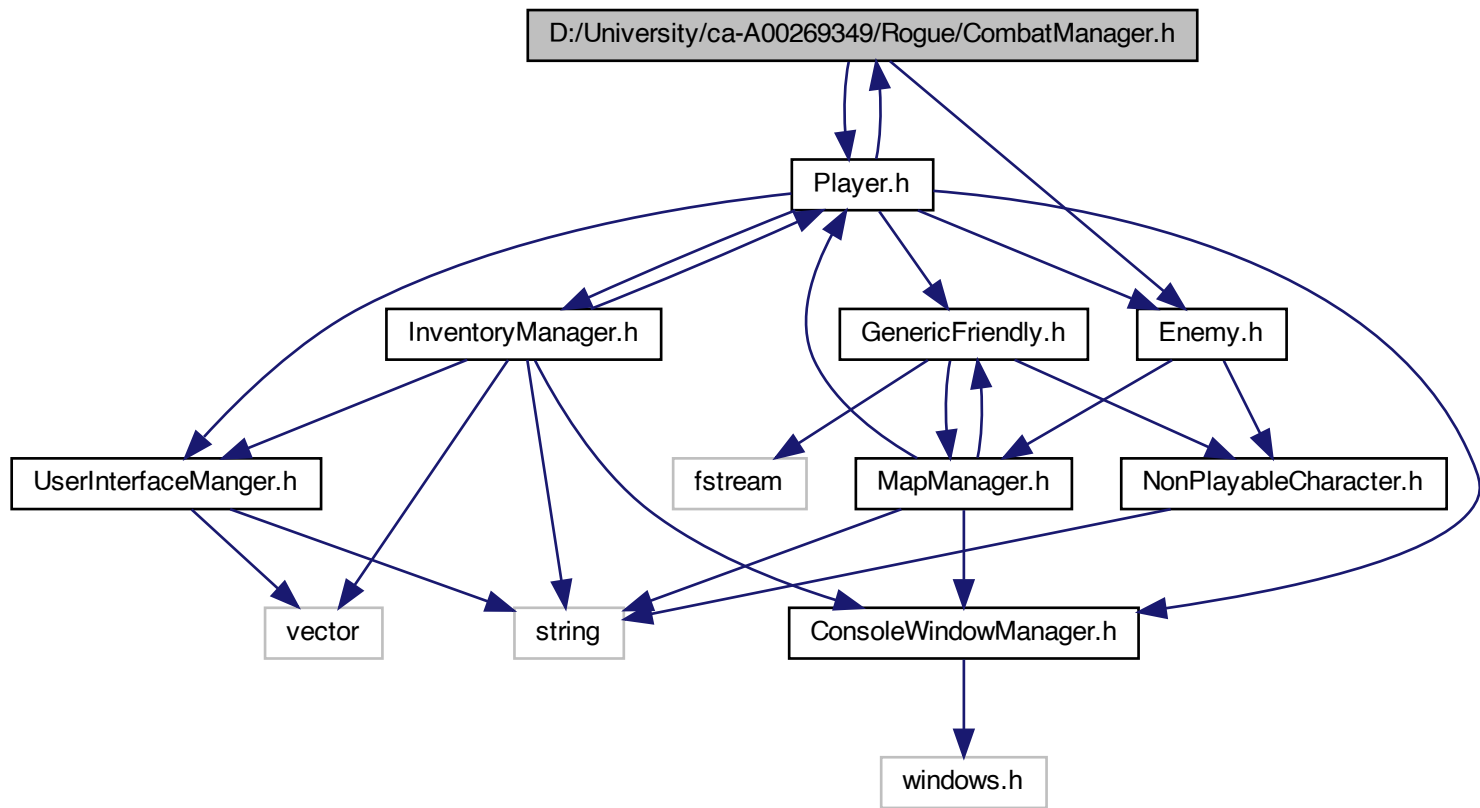 D:/University/ca-A00269349/Rogue/CombatManager.h
Player.h
InventoryManager.h
GenericFriendly.h
Enemy.h
UserInterfaceManger.h
fstream
MapManager.h
NonPlayableCharacter.h
vector
string
ConsoleWindowManager.h
windows.h